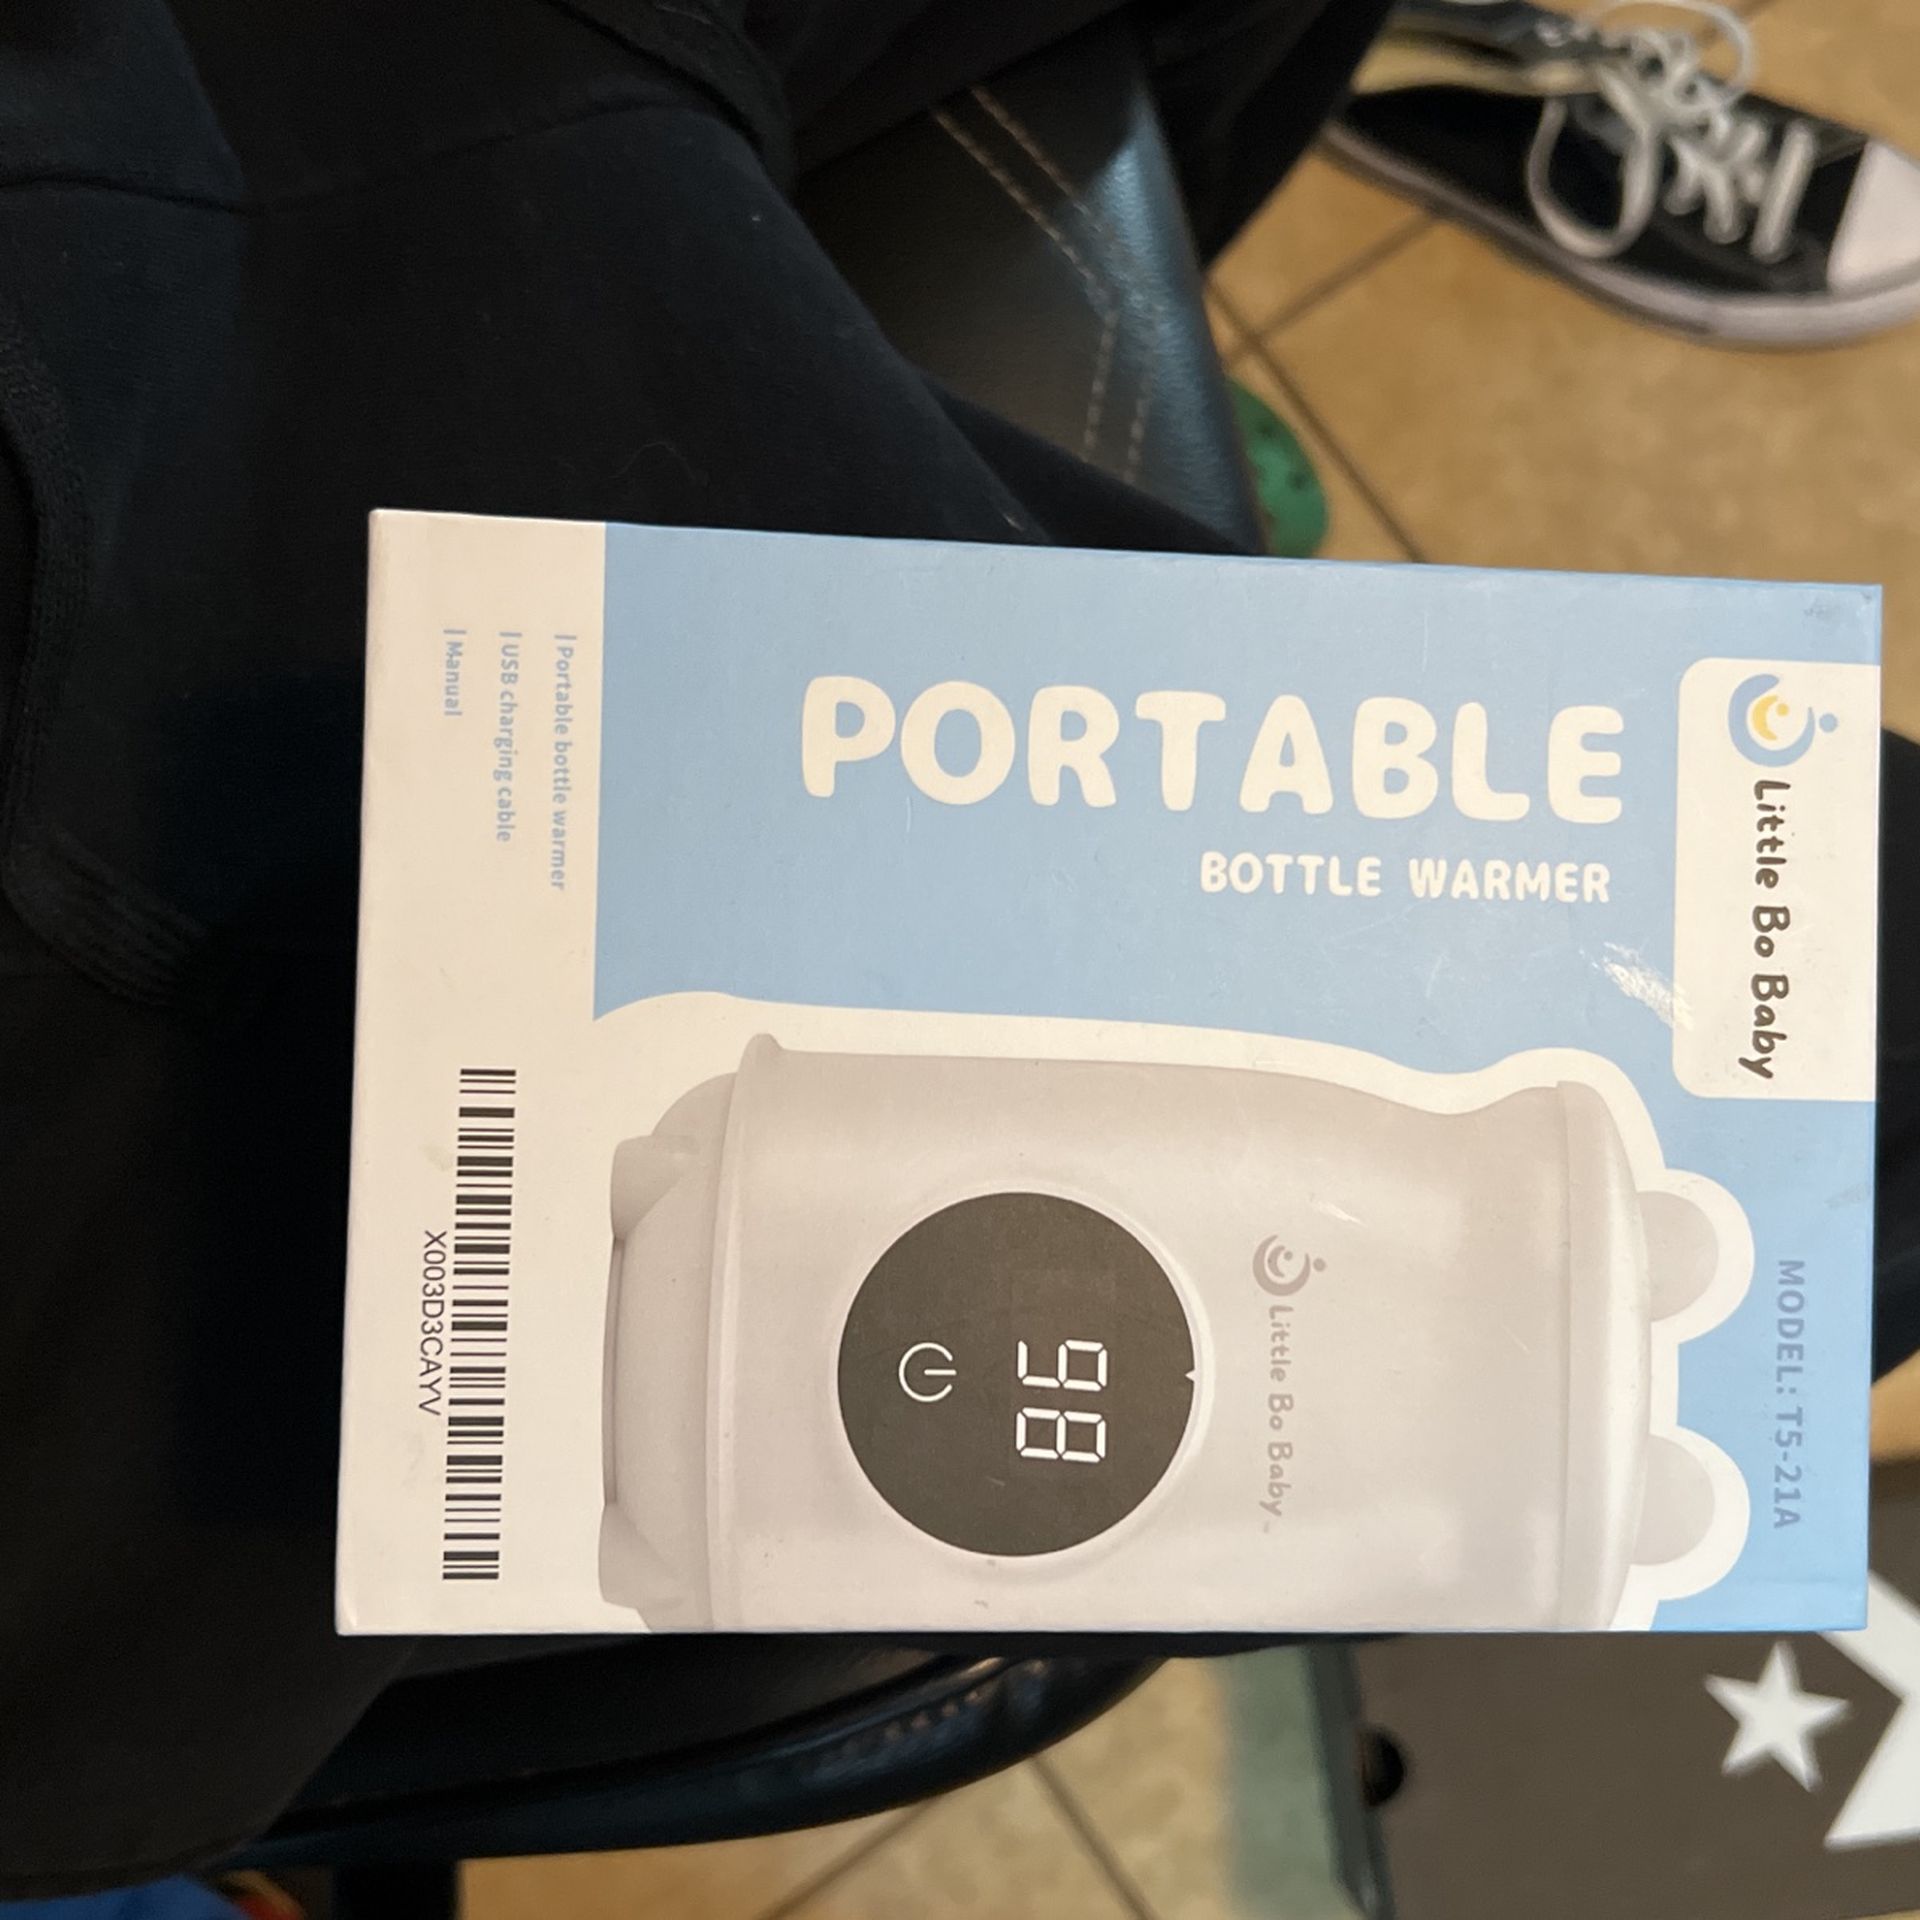 Little Bo Baby
MODEL: T5-21A
PORTABLE
BOTTLE WARMER
Little Bo Baby
98
| Portable bottle warmer
| USB charging cable
| Manual
X003D3CAYV